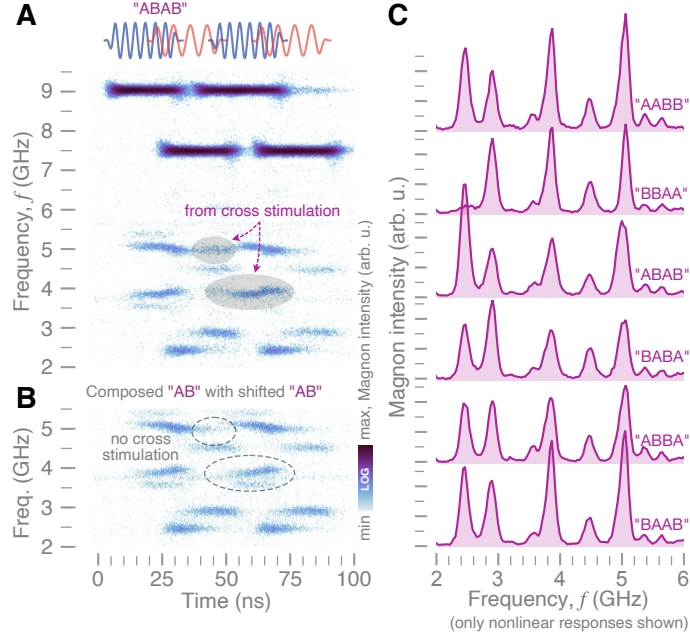 A
"ABAB"
9
8
7
6
5
4
3
2
Frequency, f (GHz)
from cross stimulation
B
Composed "AB" with shifted "AB"
no cross
stimulation
5
4
3
2
Freq. (GHz)
0
25
50
75
100
Time (ns)
min
LOG
max, Magnon intensity (arb. u.)
C
Magnon intensity (arb. u.)
"AABB"
"BBAA"
"ABAB"
"BABA"
"ABBA"
"BAAB"
2
3
4
5
6
Frequency, f (GHz)
(only nonlinear responses shown)